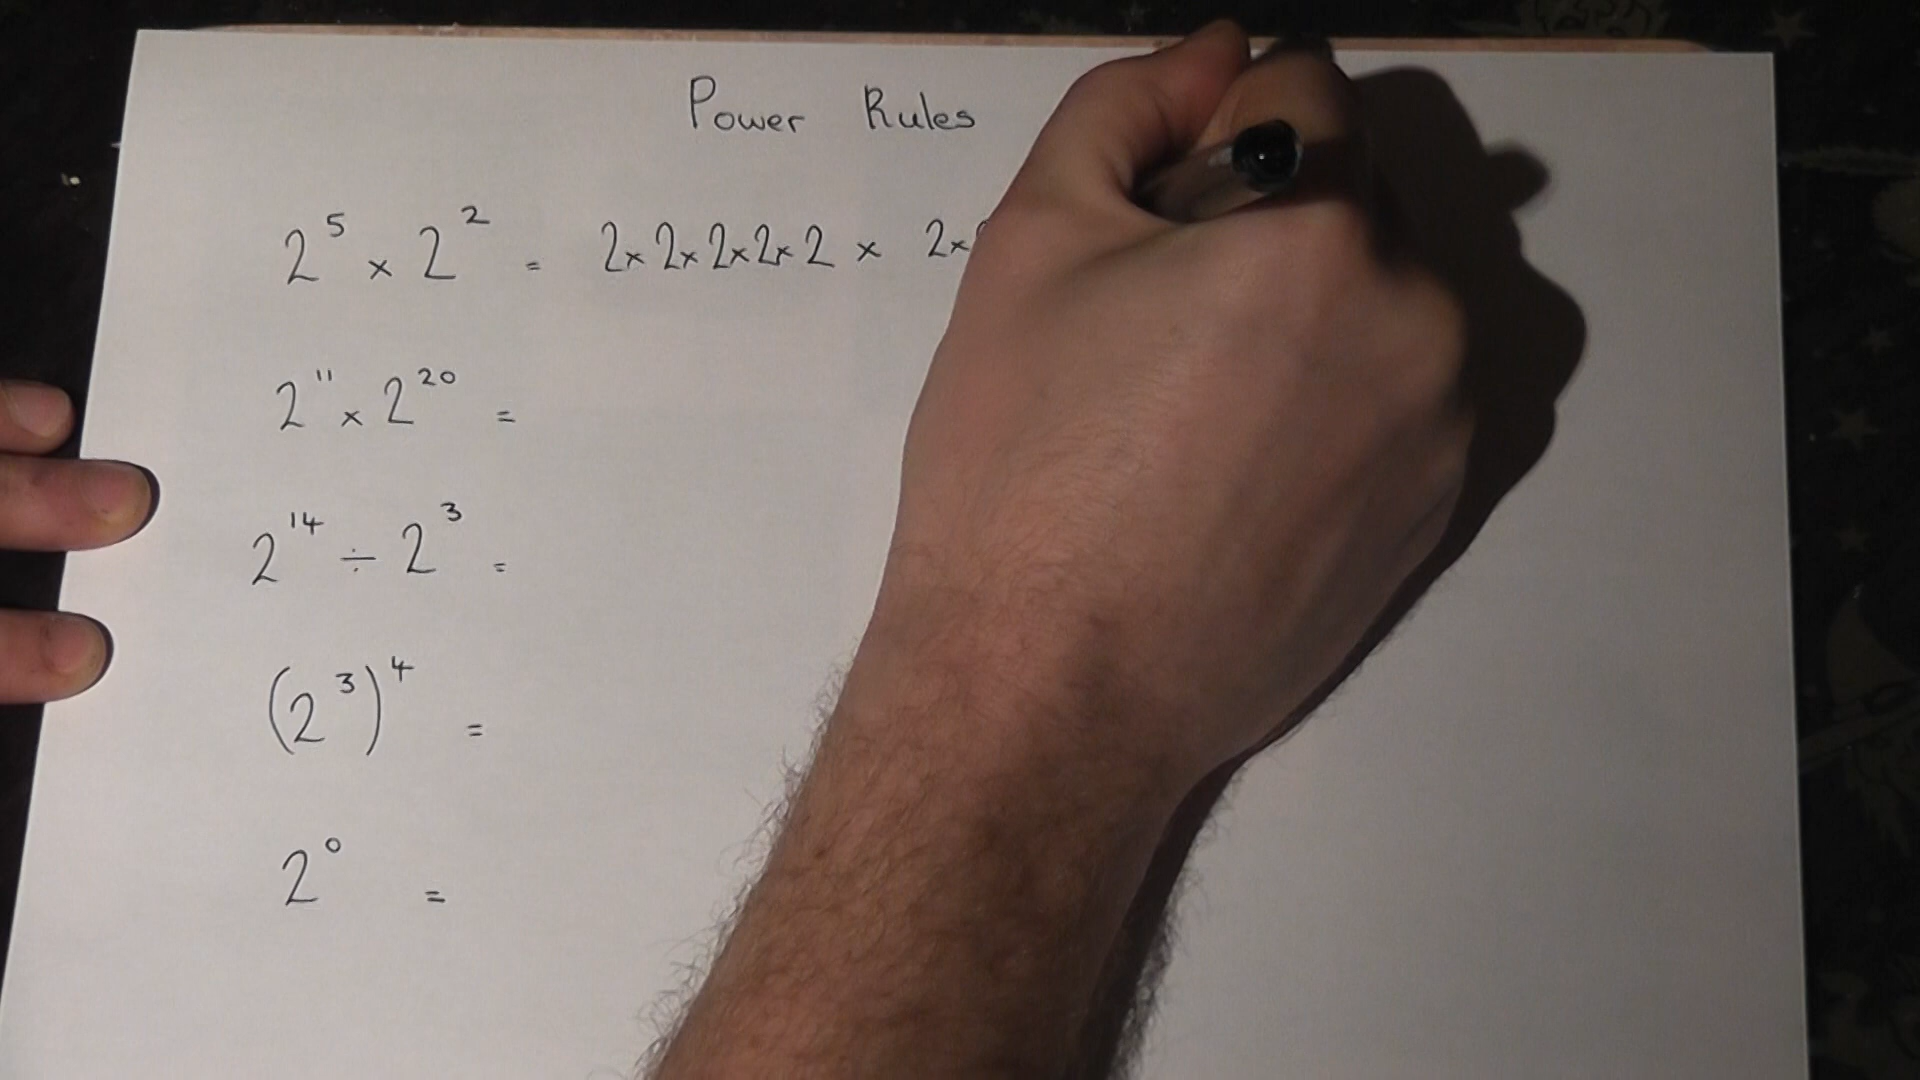 Power Rules
2⁵ × 2² = 2×2×2×2×2 × 2×
2¹¹ × 2²⁰ =
2¹⁴ ÷ 2³ =
(2³)⁴ =
2⁰ =